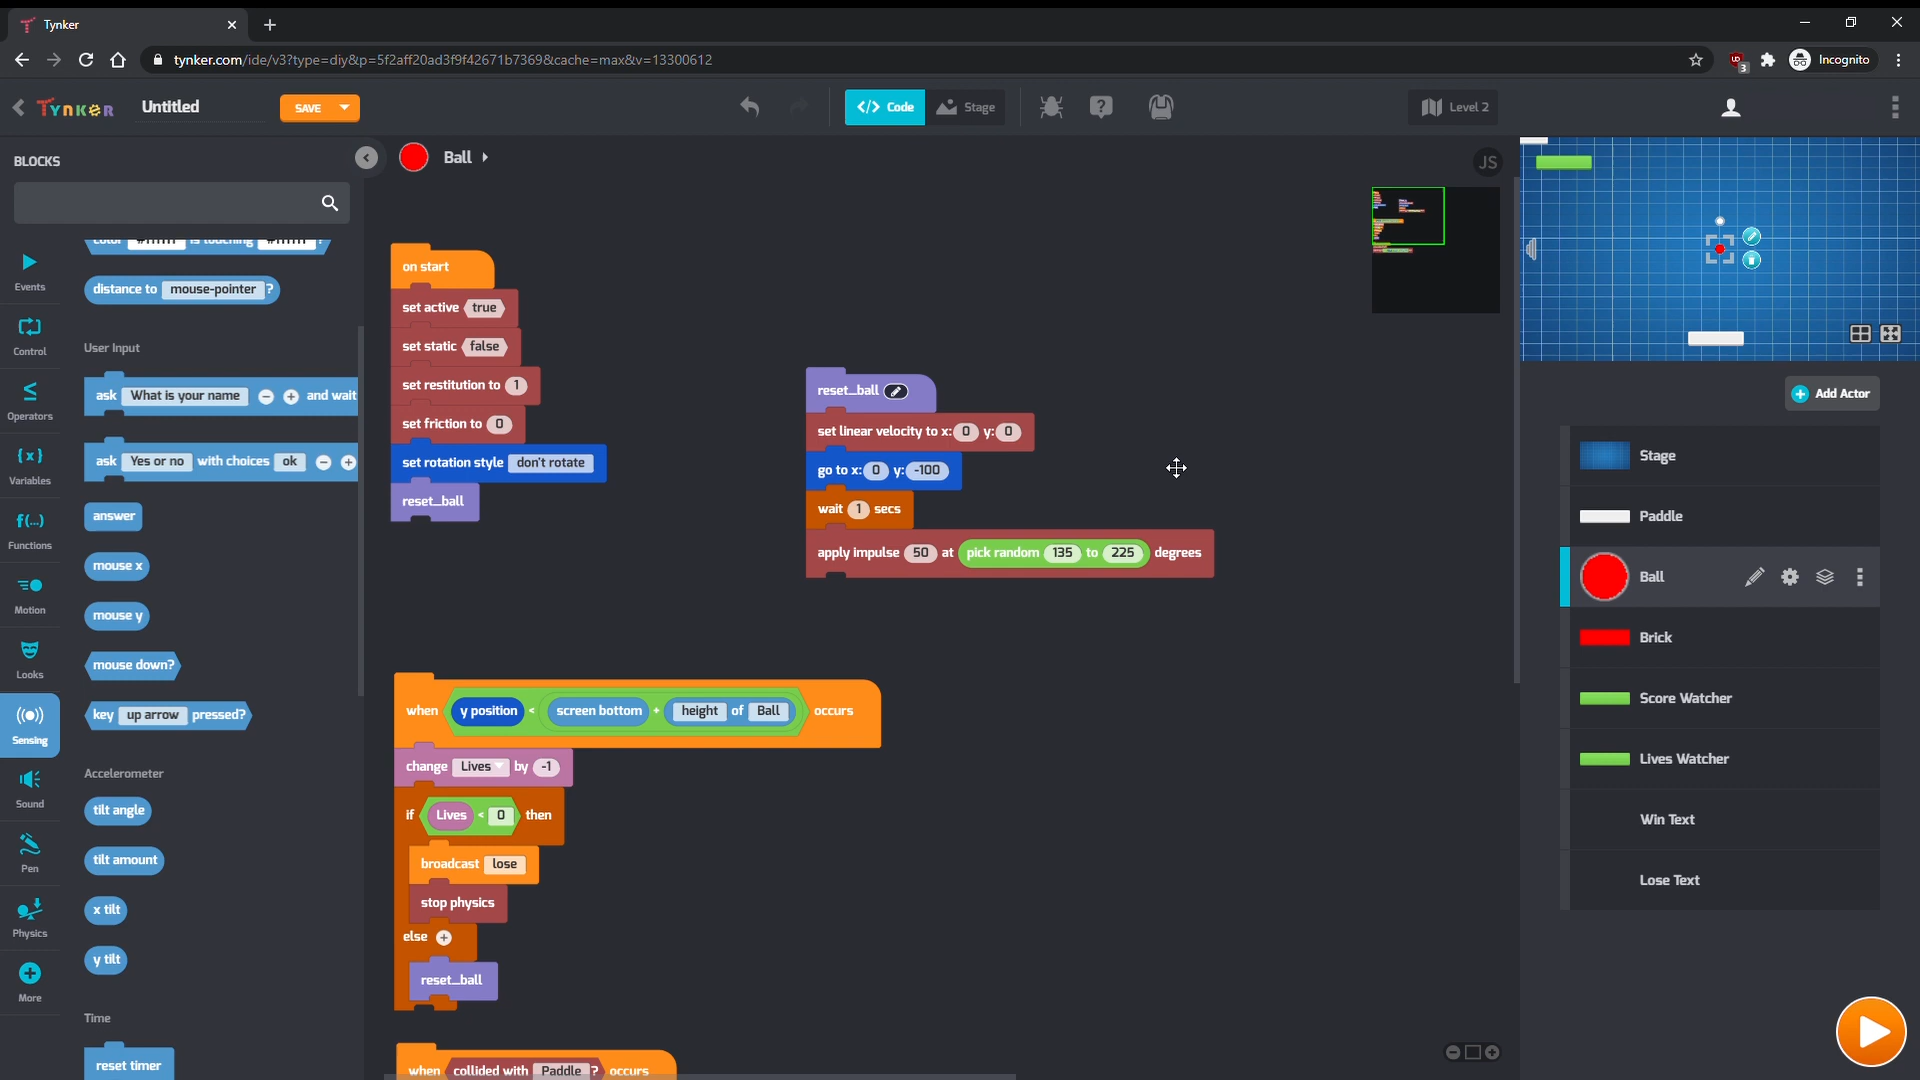 Tynker
tynker.com/ide/v3?type=diy&p=5f2aff20ad3f9f42671b7369&cache=max&v=13300612
3
Incognito
TYNKER
Untitled
SAVE
</> Code
Stage
?
Level 2
BLOCKS
Ball
JS
color #ffffff is touching #ffffff ?
distance to mouse-pointer ?
User Input
ask What is your name − + and wait
ask Yes or no with choices ok − +
answer
mouse x
mouse y
mouse down?
key up arrow pressed?
Accelerometer
tilt angle
tilt amount
x tilt
y tilt
Time
reset timer
Events
Control
Operators
{x}
Variables
f(...)
Functions
Motion
Looks
Sensing
Sound
Pen
Physics
More
on start
set active true
set static false
set restitution to 1
set friction to 0
set rotation style don't rotate
reset_ball
reset_ball
set linear velocity to x: 0 y: 0
go to x: 0 y: -100
wait 1 secs
apply impulse 50 at pick random 135 to 225 degrees
when y position < screen bottom + height of Ball occurs
change Lives by -1
if Lives < 0 then
broadcast lose
stop physics
else +
reset_ball
when collided with Paddle ? occurs
Add Actor
Stage
Paddle
Ball
Brick
Score Watcher
Lives Watcher
Win Text
Lose Text